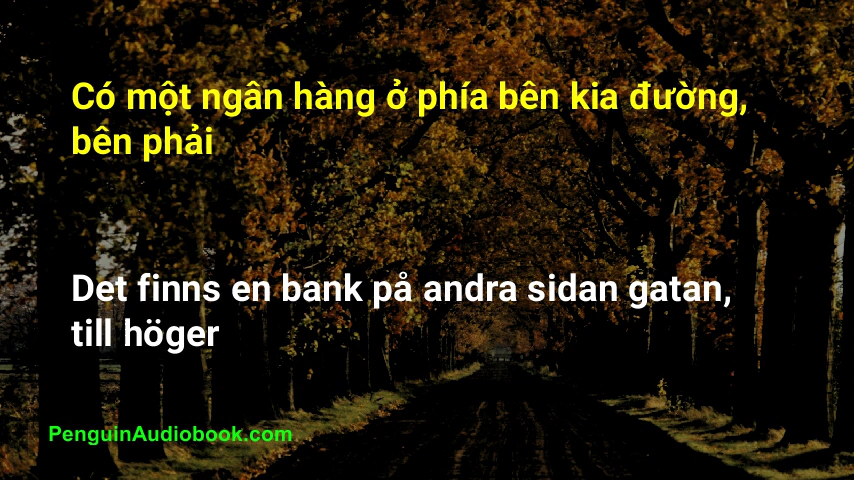 Có một ngân hàng ở phía bên kia đường,
bên phải
Det finns en bank på andra sidan gatan,
till höger
PenguinAudiobook.com